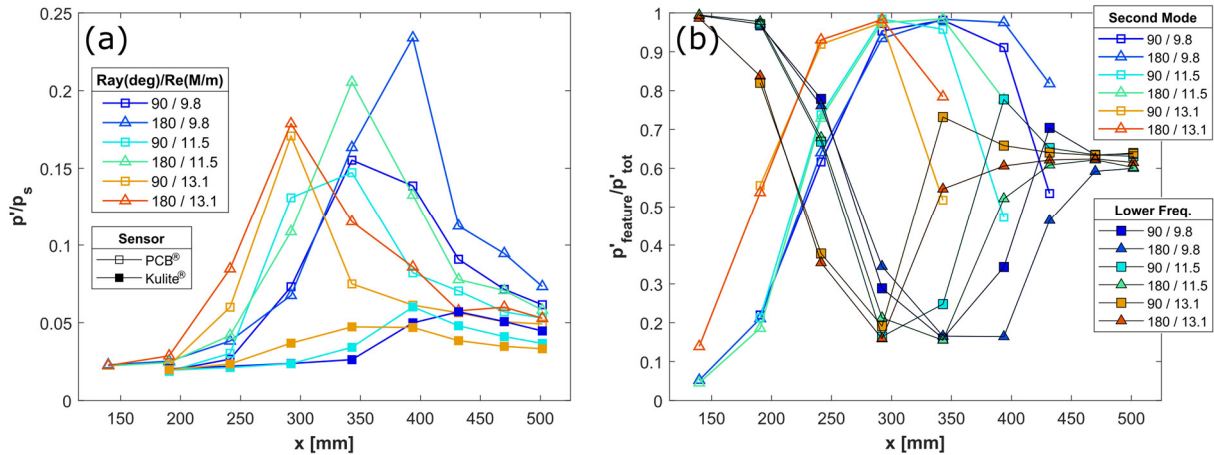 (a)
p'/p_s
0.25
0.2
0.15
0.1
0.05
0
150
200
250
300
350
400
450
500
x [mm]
Ray(deg)/Re(M/m)
90 / 9.8
180 / 9.8
90 / 11.5
180 / 11.5
90 / 13.1
180 / 13.1
Sensor
PCB®
Kulite®
(b)
p'feature/p'tot
1
0.9
0.8
0.7
0.6
0.5
0.4
0.3
0.2
0.1
0
150
200
250
300
350
400
450
500
x [mm]
Second Mode
90 / 9.8
180 / 9.8
90 / 11.5
180 / 11.5
90 / 13.1
180 / 13.1
Lower Freq.
90 / 9.8
180 / 9.8
90 / 11.5
180 / 11.5
90 / 13.1
180 / 13.1